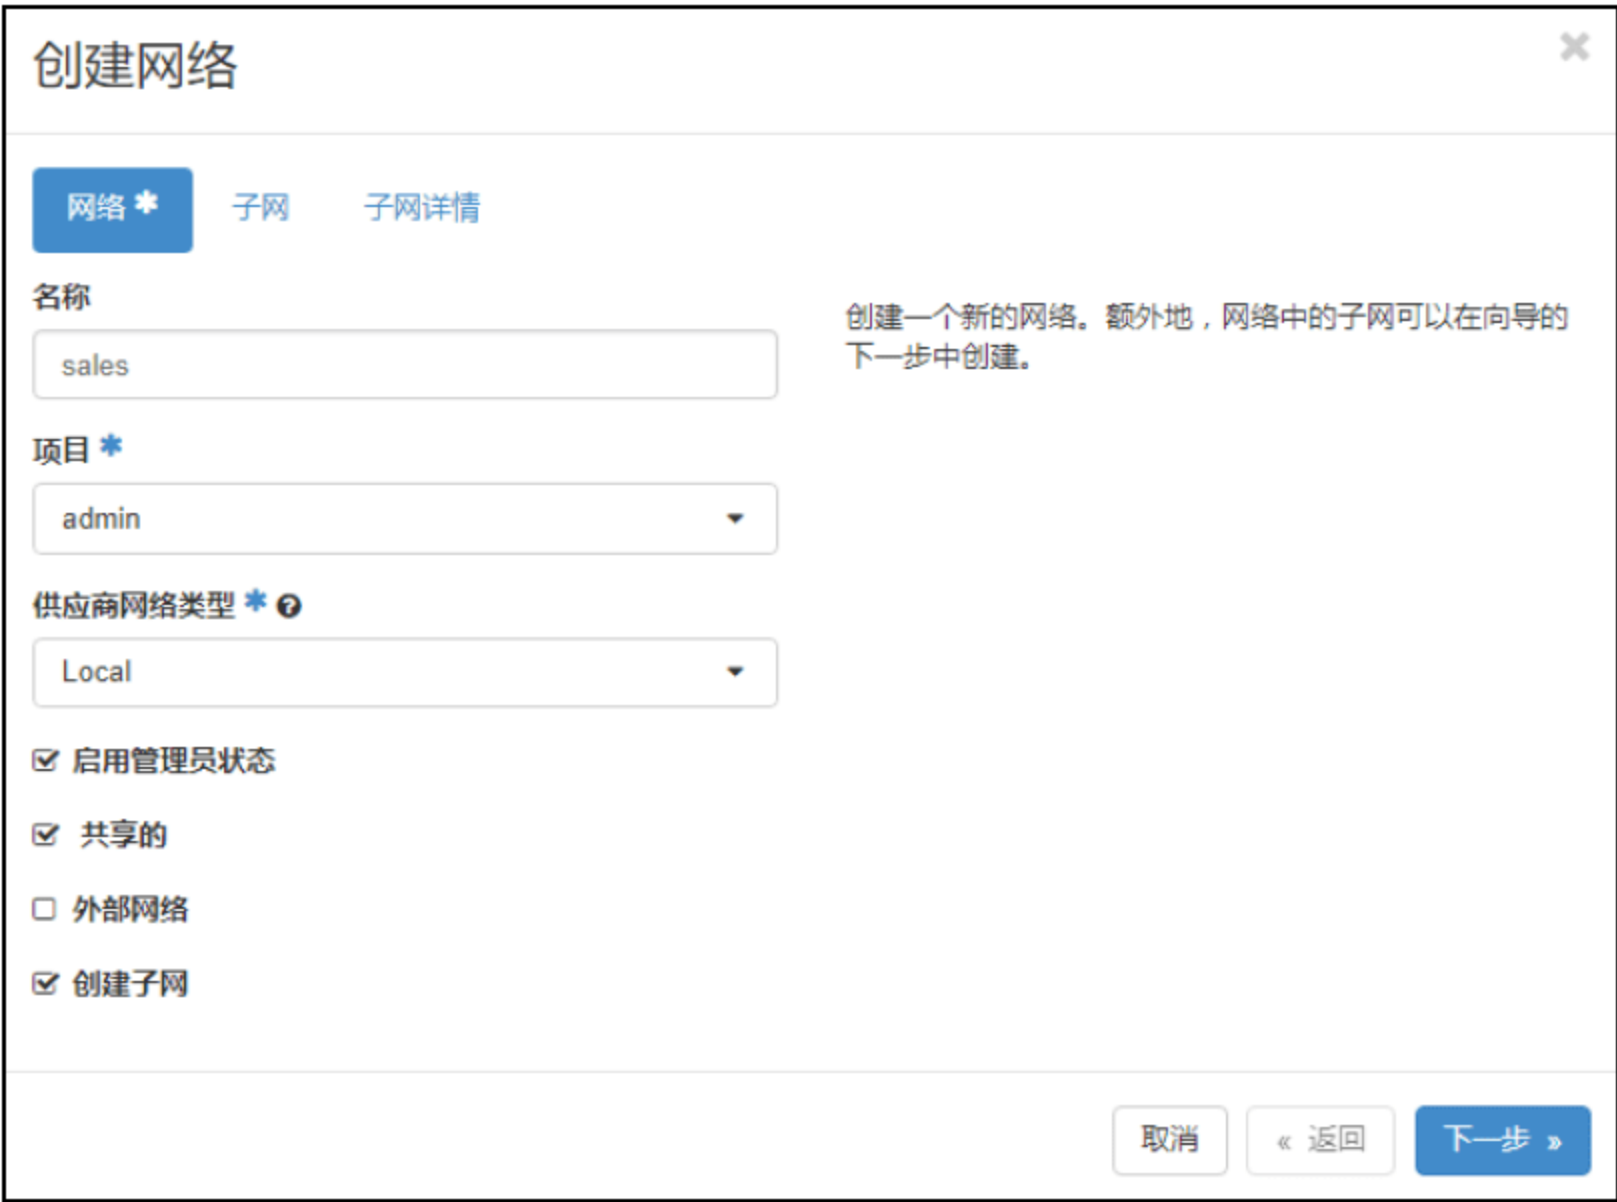 创建网络
网络 * 子网 子网详情
名称
sales
项目 *
admin
供应商网络类型 *
Local
启用管理员状态
共享的
外部网络
创建子网
创建一个新的网络。额外地，网络中的子网可以在向导的
下一步中创建。
取消 « 返回 下一步 »